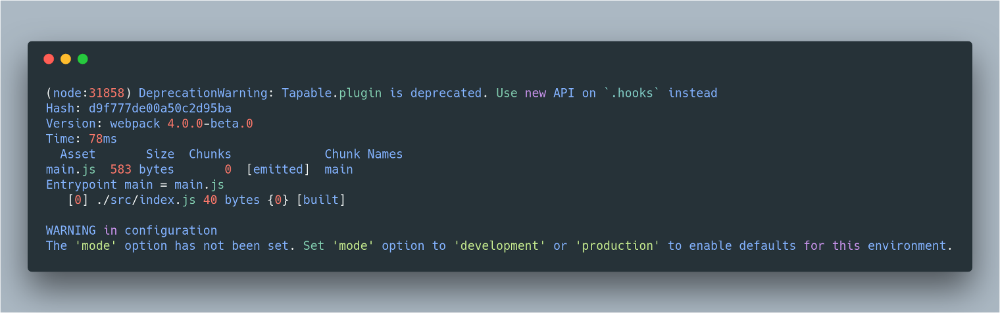 (node:31858) DeprecationWarning: Tapable.plugin is deprecated. Use new API on `.hooks` instead
Hash: d9f777de00a50c2d95ba
Version: webpack 4.0.0-beta.0
Time: 78ms
  Asset       Size  Chunks             Chunk Names
main.js  583 bytes       0  [emitted]  main
Entrypoint main = main.js
   [0] ./src/index.js 40 bytes {0} [built]

WARNING in configuration
The 'mode' option has not been set. Set 'mode' option to 'development' or 'production' to enable defaults for this environment.